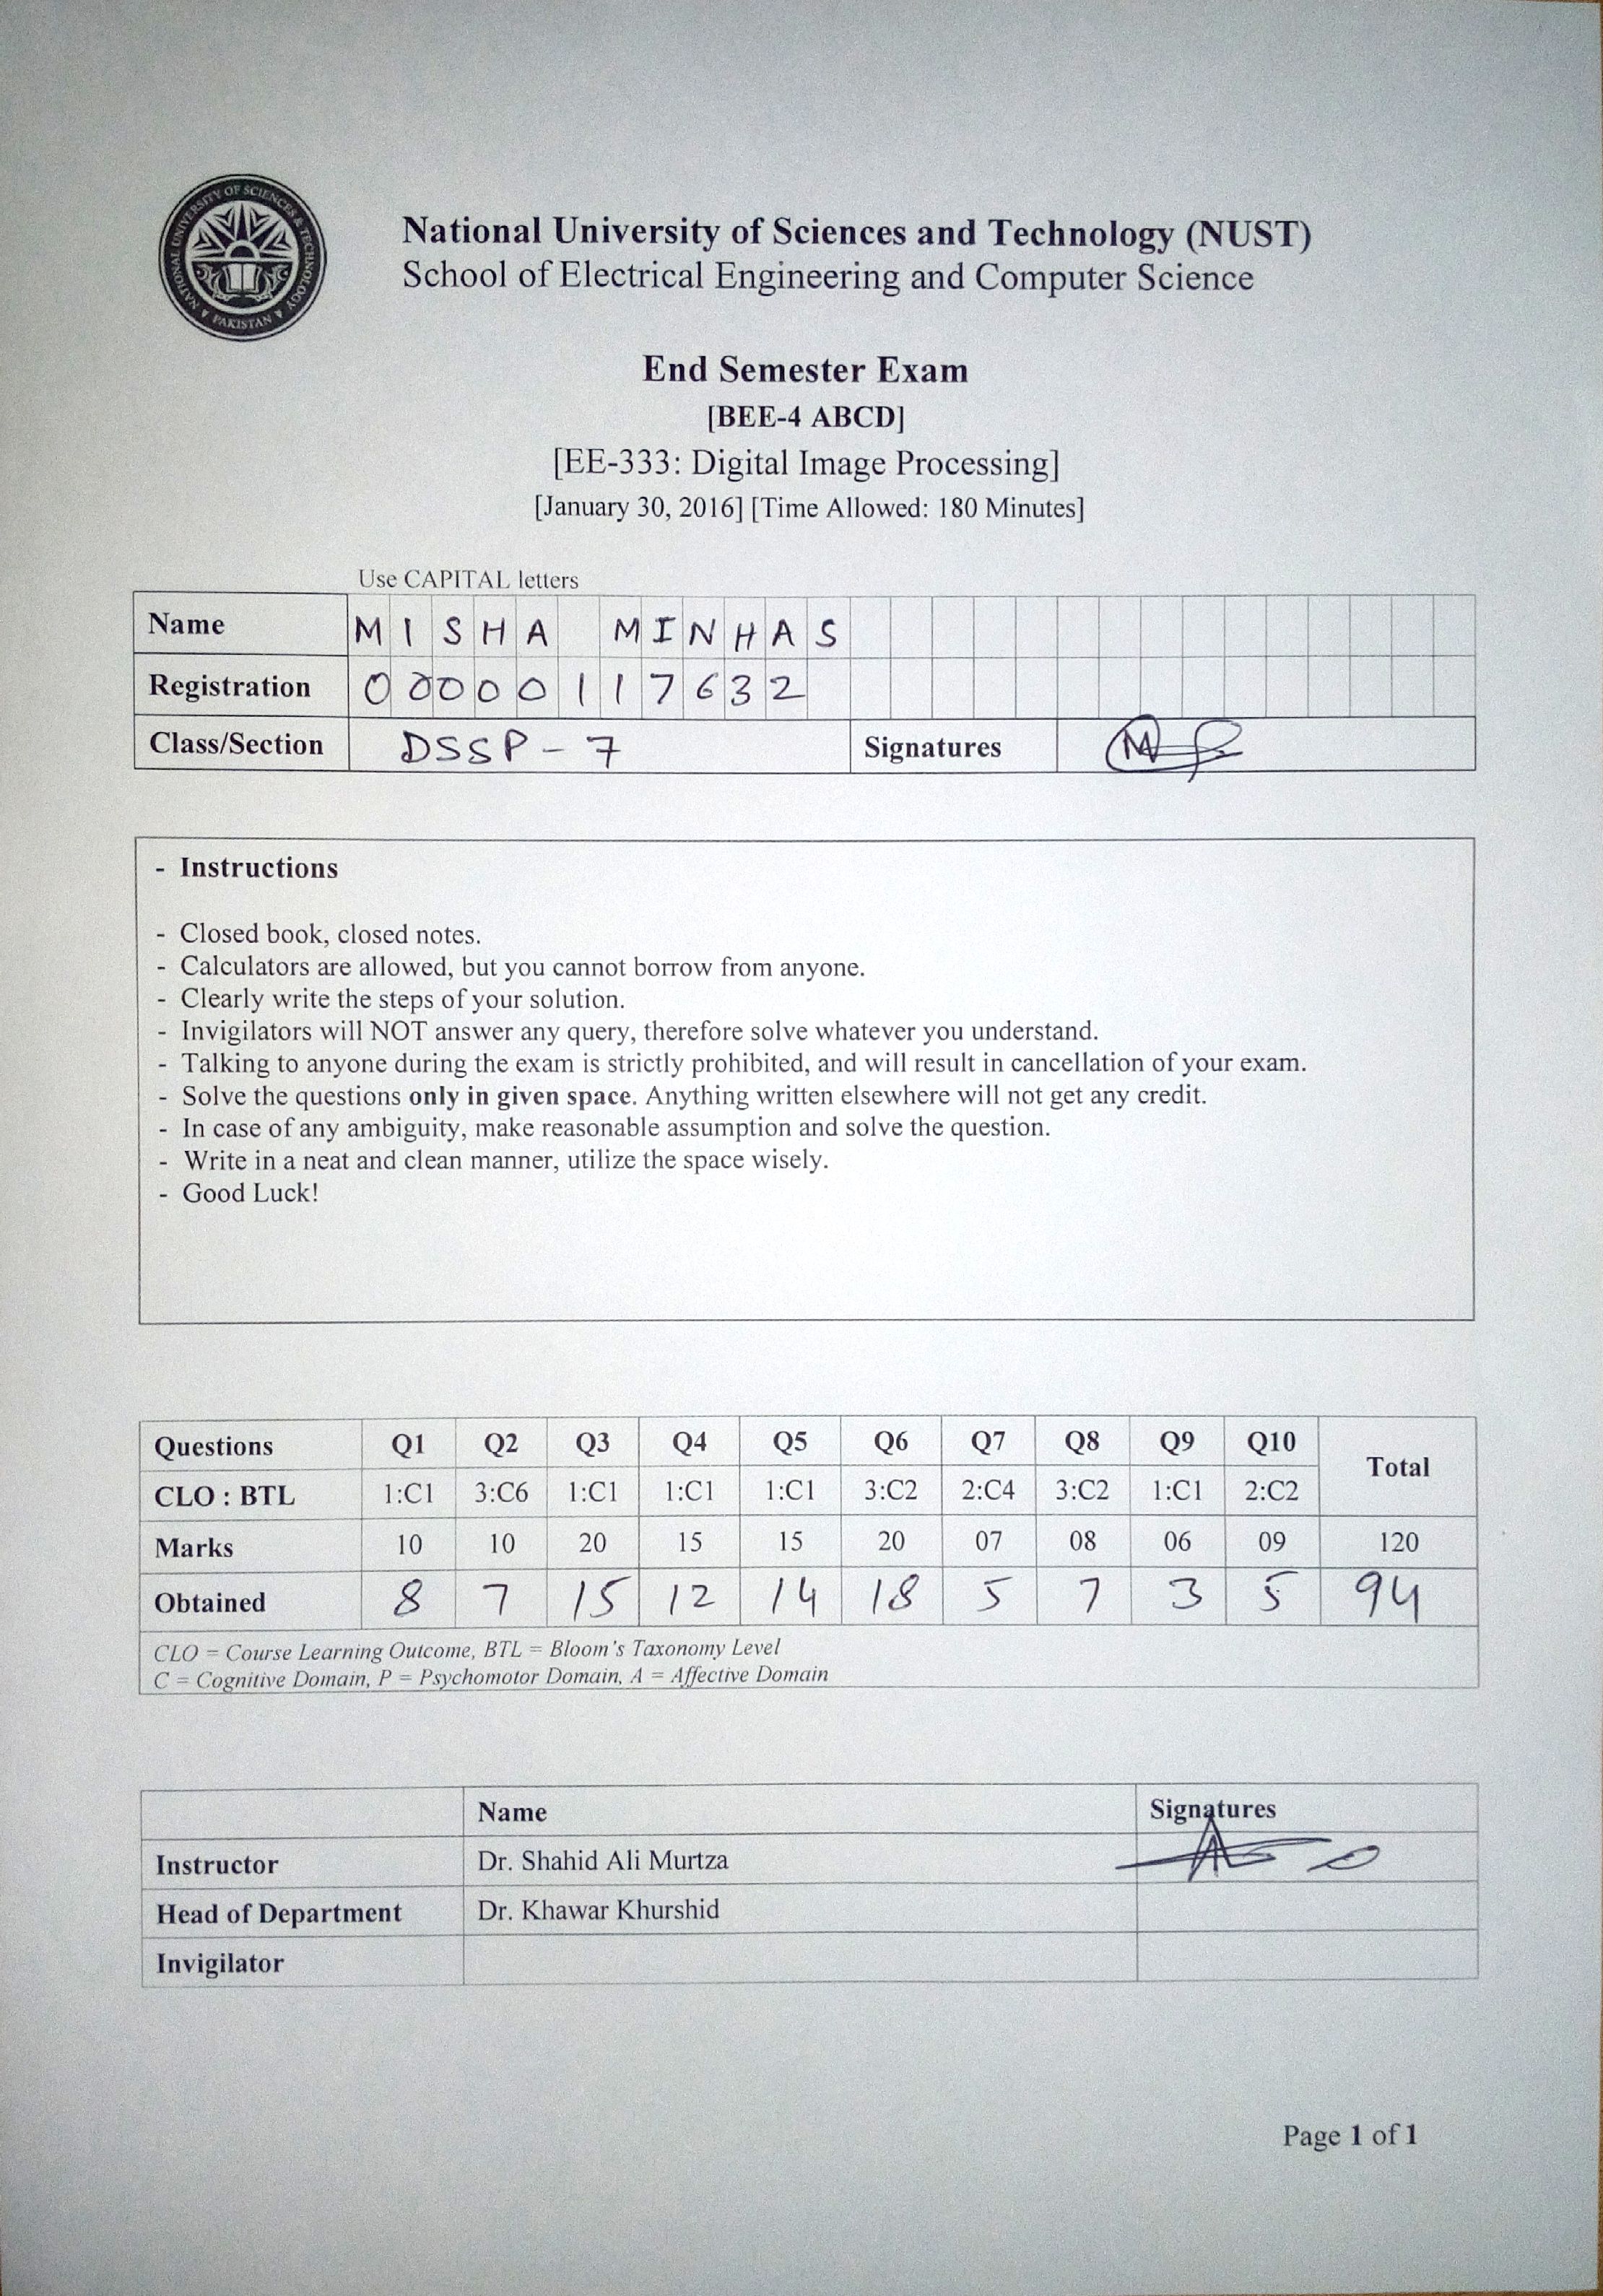 NATIONAL UNIVERSITY OF SCIENCES & TECHNOLOGY
PAKISTAN
National University of Sciences and Technology (NUST)
School of Electrical Engineering and Computer Science
End Semester Exam
[BEE-4 ABCD]
[EE-333: Digital Image Processing]
[January 30, 2016] [Time Allowed: 180 Minutes]
Use CAPITAL letters
Name MISHA MINHAS
Registration 00000117632
Class/Section DSSP-7 Signatures
- Instructions
- Closed book, closed notes.
- Calculators are allowed, but you cannot borrow from anyone.
- Clearly write the steps of your solution.
- Invigilators will NOT answer any query, therefore solve whatever you understand.
- Talking to anyone during the exam is strictly prohibited, and will result in cancellation of your exam.
- Solve the questions only in given space. Anything written elsewhere will not get any credit.
- In case of any ambiguity, make reasonable assumption and solve the question.
- Write in a neat and clean manner, utilize the space wisely.
- Good Luck!
Questions Q1 Q2 Q3 Q4 Q5 Q6 Q7 Q8 Q9 Q10 Total
CLO : BTL 1:C1 3:C6 1:C1 1:C1 1:C1 3:C2 2:C4 3:C2 1:C1 2:C2
Marks 10 10 20 15 15 20 07 08 06 09 120
Obtained 8 7 15 12 14 18 5 7 3 5 94
CLO = Course Learning Outcome, BTL = Bloom's Taxonomy Level
C = Cognitive Domain, P = Psychomotor Domain, A = Affective Domain
Name Signatures
Instructor Dr. Shahid Ali Murtza
Head of Department Dr. Khawar Khurshid
Invigilator
Page 1 of 1